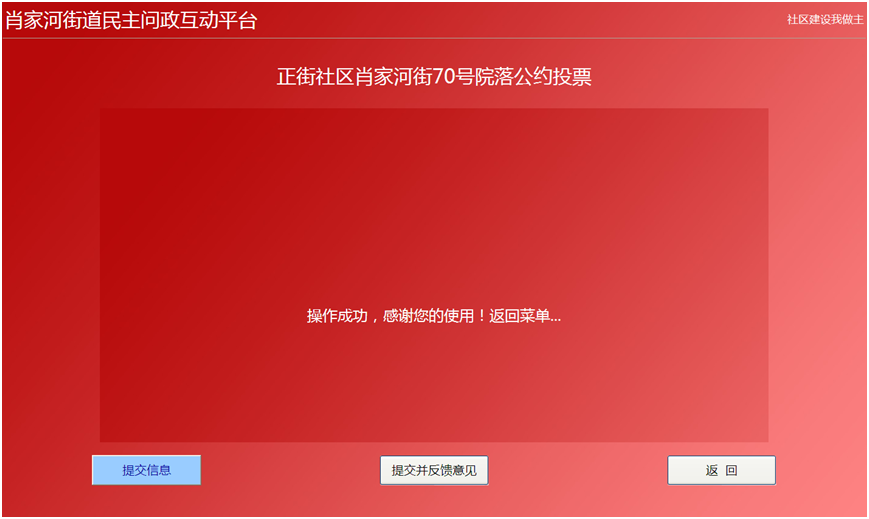 肖家河街道民主问政互动平台
社区建设我做主
正街社区肖家河街70号院落公约投票
操作成功，感谢您的使用！返回菜单...
提交信息
提交并反馈意见
返 回